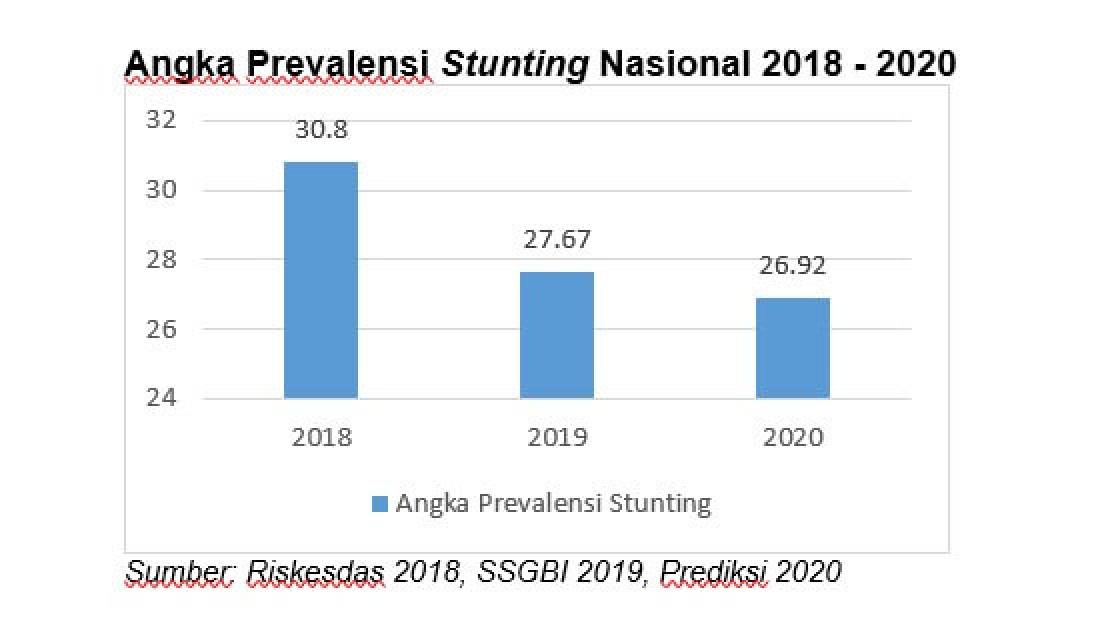 Angka Prevalensi Stunting Nasional 2018 - 2020
32
30.8
30
27.67
28
26.92
26
24
2018 2019 2020
Angka Prevalensi Stunting
Sumber: Riskesdas 2018, SSGBI 2019, Prediksi 2020